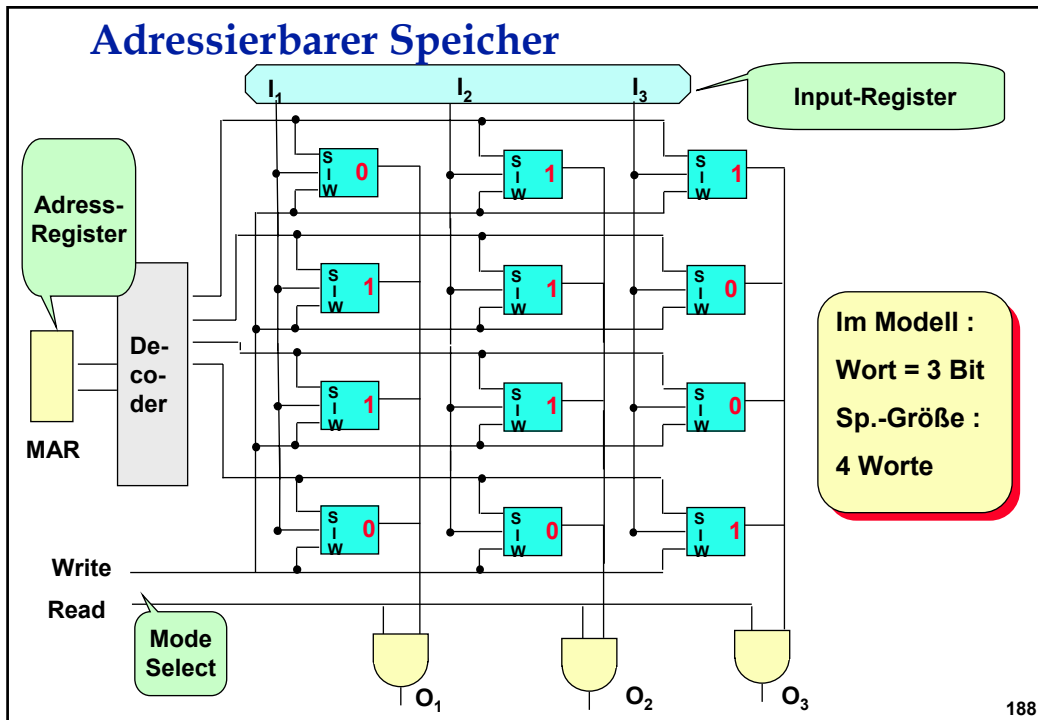 Adressierbarer Speicher
I1 I2 I3
Input-Register
Adress-
Register
S
I 0
W
S
I 1
W
S
I 1
W
S
I 1
W
S
I 1
W
S
I 0
W
De-
co-
der
MAR
S
I 1
W
S
I 1
W
S
I 0
W
S
I 0
W
S
I 0
W
S
I 1
W
Im Modell :
Wort = 3 Bit
Sp.-Größe :
4 Worte
Write
Read
Mode
Select
O1 O2 O3
188